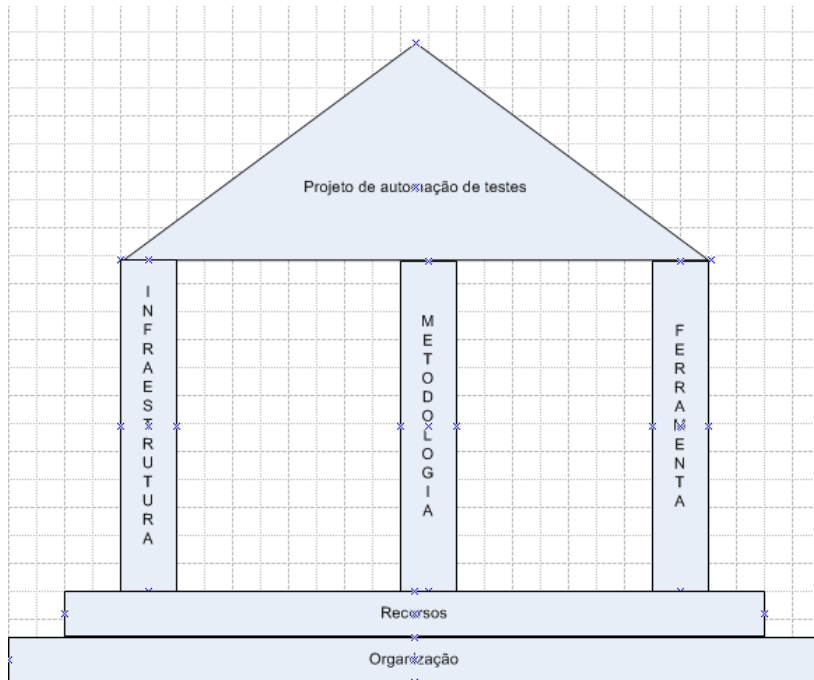 Projeto de automação de testes
INFRAESTRUTURA
METODOLOGIA
FERRAMENTA
Recursos
Organização